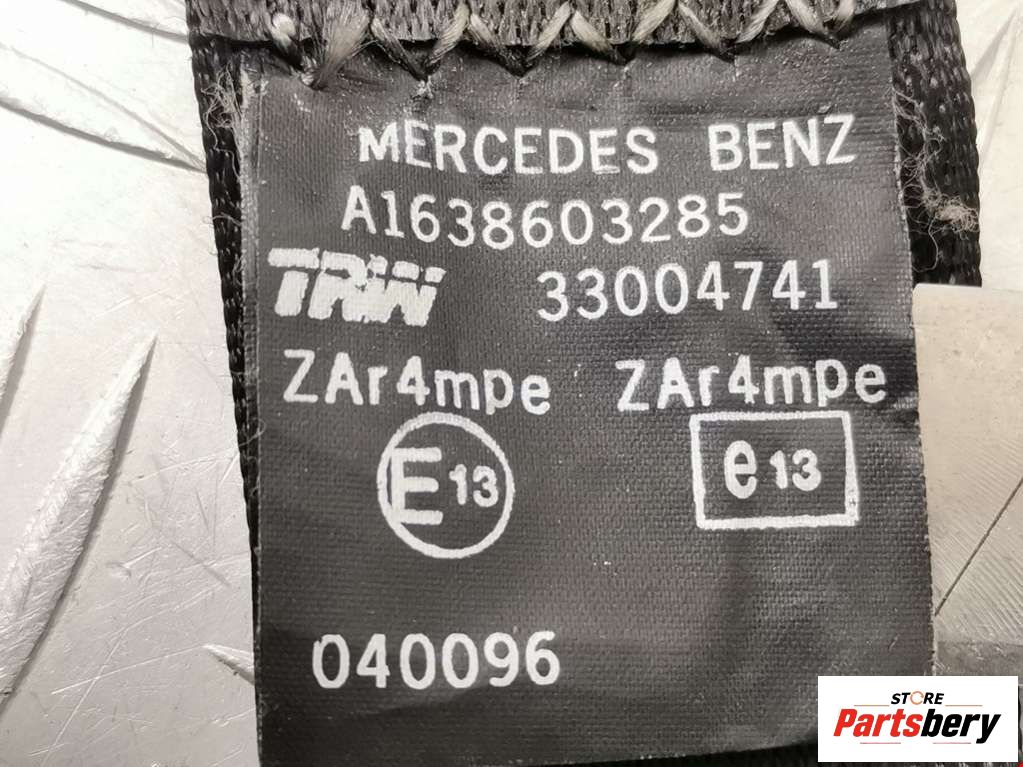 MERCEDES BENZ
A1638603285
TRW 33004741
ZAr4mpe ZAr4mpe
E13 e13
040096
STORE
Partsbery